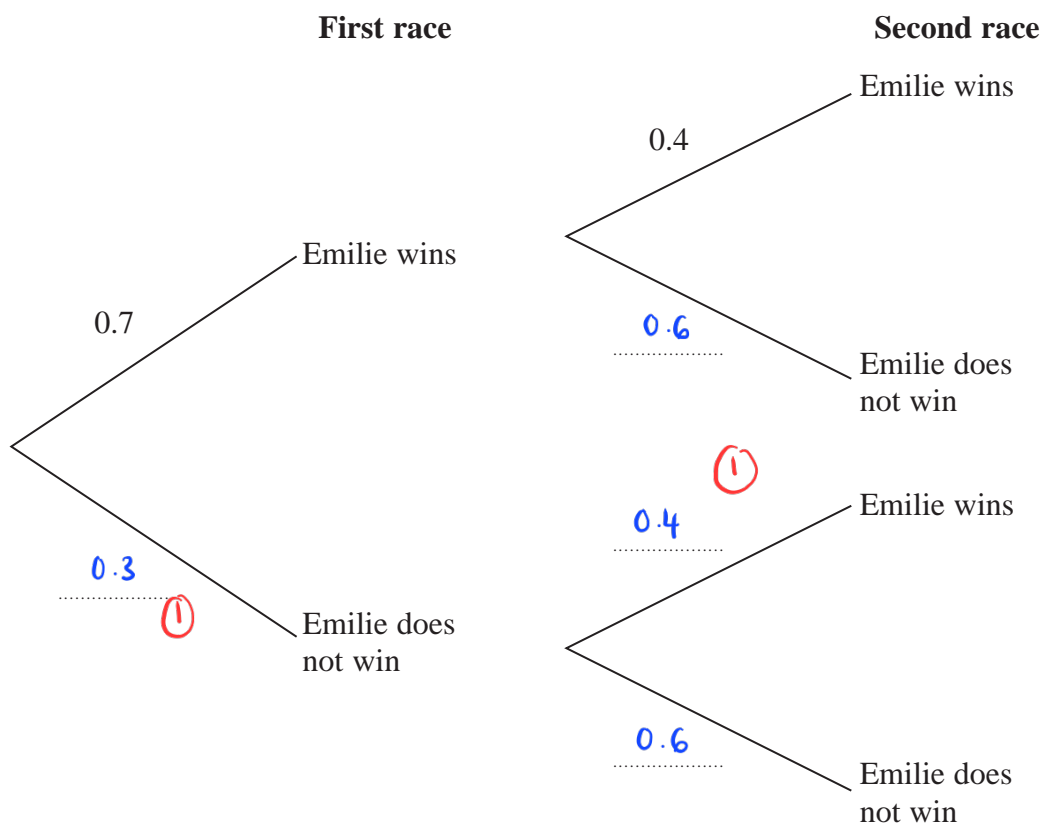 First race
Second race
Emilie wins
0.4
Emilie wins
0.7
0.6
Emilie does
not win
1
Emilie wins
0.4
0.3
1
Emilie does
not win
0.6
Emilie does
not win